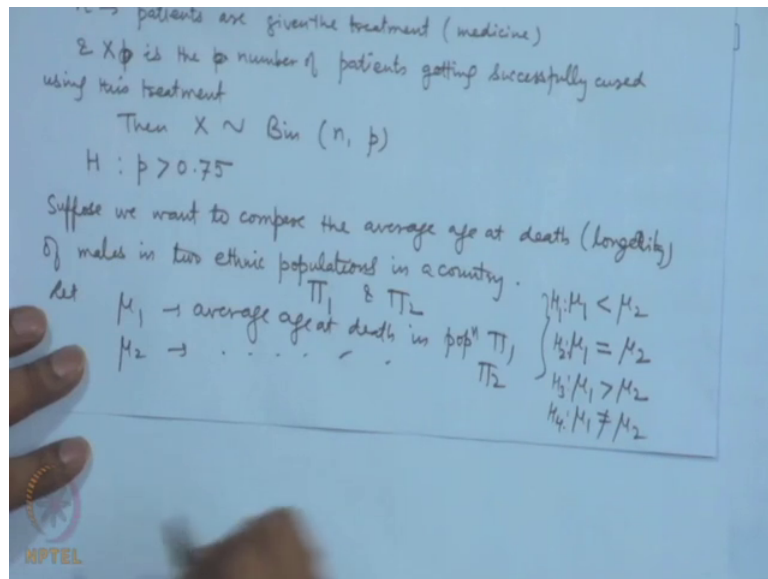 n → patients are given the treatment (medicine)
& X is the number of patients getting successfully cured
using this treatment
Then X ~ Bin (n, p)
H : p > 0.75
Suppose we want to compare the average age at death (longevity)
of males in two ethnic populations in a country.
Π₁ & Π₂
Let μ₁ → average age at death in popⁿ Π₁
μ₂ → . . . . . . Π₂
H₁: μ₁ < μ₂
H₂: μ₁ = μ₂
H₃: μ₁ > μ₂
H₄: μ₁ ≠ μ₂
NPTEL